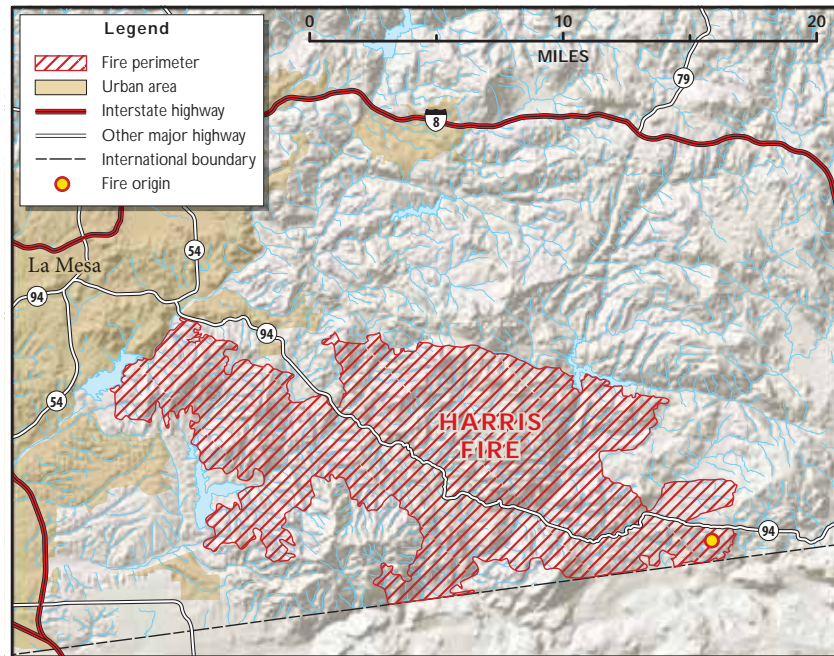 Legend
Fire perimeter
Urban area
Interstate highway
Other major highway
International boundary
Fire origin
0 10 20
MILES
79
8
54
La Mesa
94
94
54
HARRIS
FIRE
94